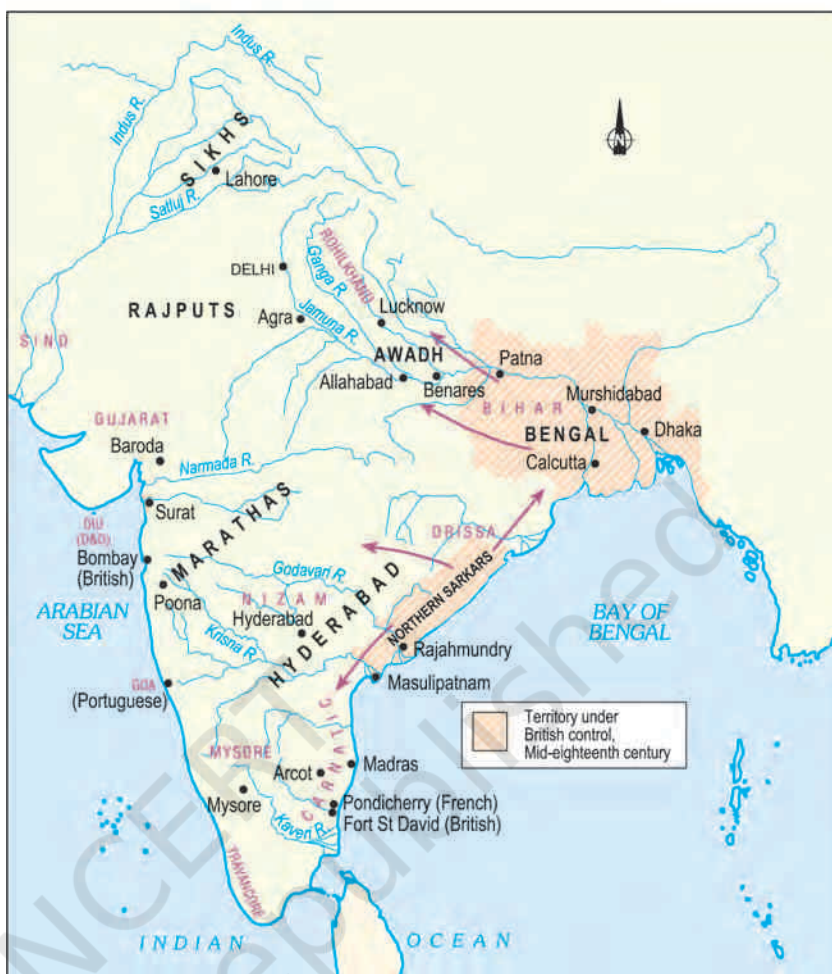 Indus R.
Indus R.
SIKHS
Lahore
Satluj R.
N
DELHI
ROHILKHAND
Ganga R.
RAJPUTS
Agra
Jamuna R.
Lucknow
SIND
AWADH
Patna
Allahabad
Benares
BIHAR
Murshidabad
GUJARAT
BENGAL
Dhaka
Baroda
Calcutta
Narmada R.
Surat
MARATHAS
DIU
(D&D)
ORISSA
Bombay
(British)
Godavari R.
NORTHERN SARKARS
Poona
NIZAM
ARABIAN
SEA
Hyderabad
HYDERABAD
BAY OF
BENGAL
Krisna R.
Rajahmundry
GOA
(Portuguese)
Masulipatnam
Territory under
British control,
Mid-eighteenth century
CARNATIC
MYSORE
Madras
Arcot
Mysore
Pondicherry (French)
Fort St David (British)
Kaveri R.
TRAVANCORE
INDIAN OCEAN
NCERT
republished